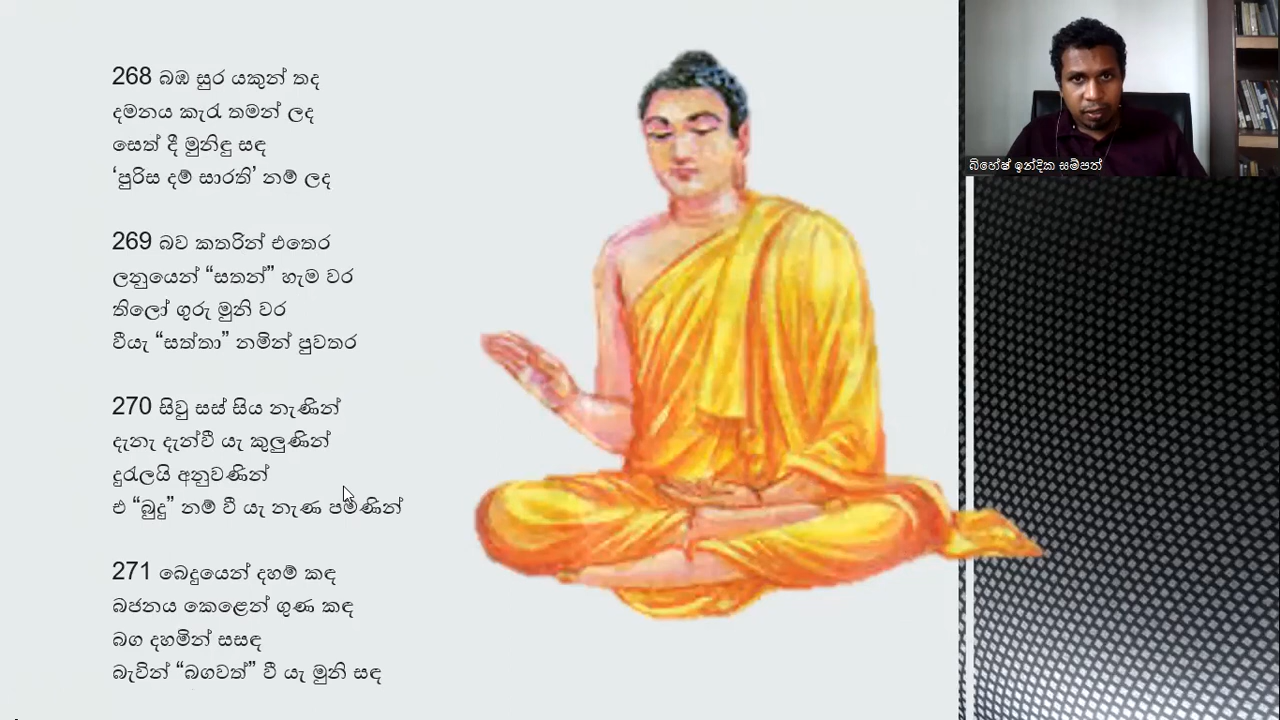 268 බඹ සුර යකුන් තද
දමනය කැරැ තමන් ලද
සෙත් දී මුනිඳු සඳ
‘පුරිස දම් සාරති’ නම් ලද
269 බව කතරින් එතෙර
ලනුයෙන් “සතන්” හැම වර
තිලෝ ගුරු මුනි වර
වීයැ “සත්තා” නමින් පුවතර
270 සිවු සස් සිය නැණින්
දැනැ දැන්වී යැ කුලුණින්
දුරැලයි අනුවණින්
එ “බුදු” නම් වී යැ නැණ පමණින්
271 බෙදුයෙන් දහම් කඳ
බජනය කෙළෙන් ගුණ කඳ
බග දහමින් සසඳ
බැවින් “බගවත්” වී යැ මුනි සඳ
බිහේෂ් ඉන්දික සම්පත්